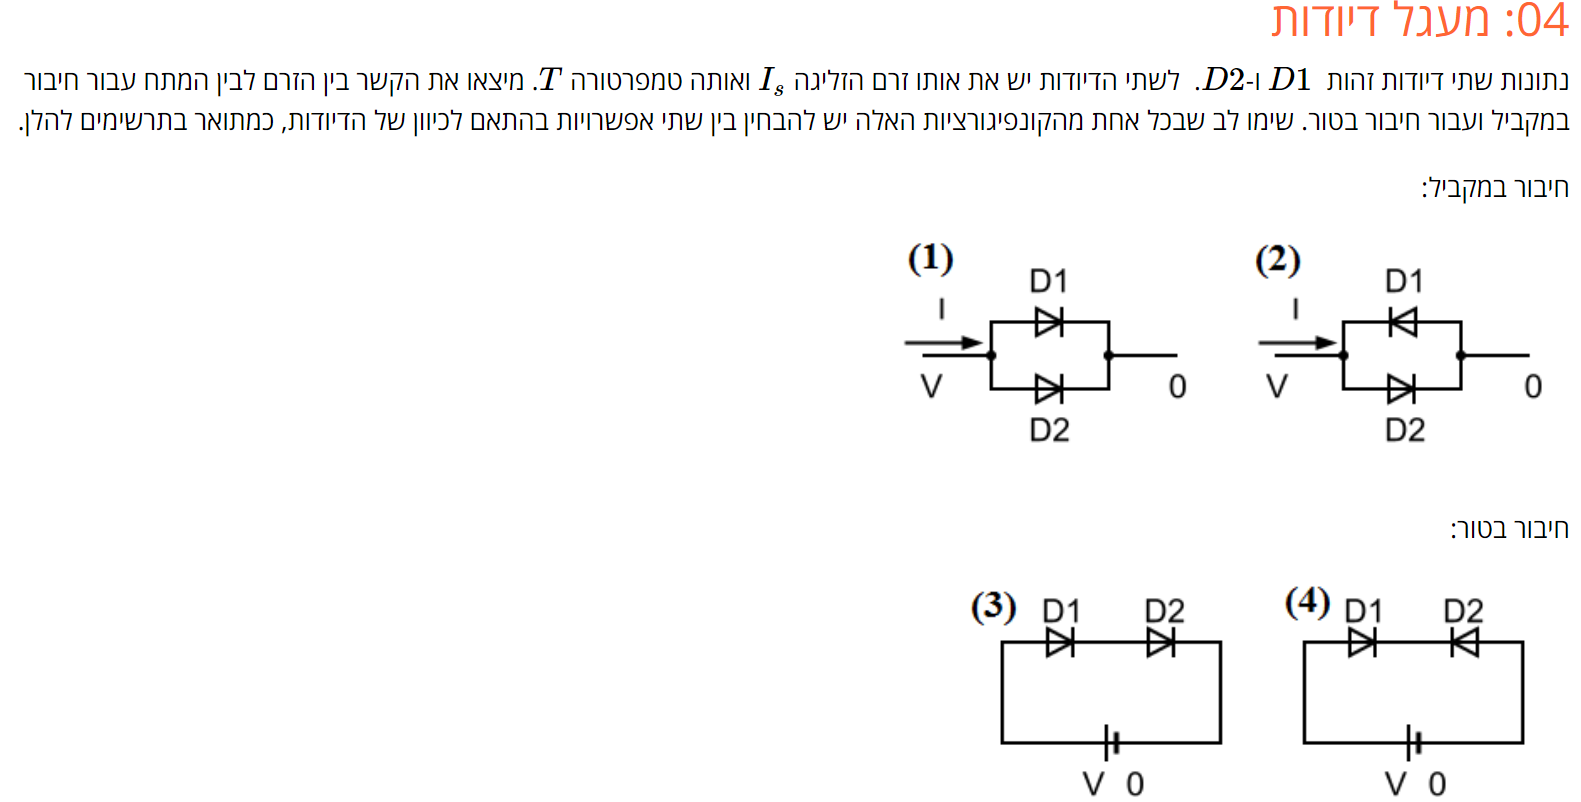 04: מעגל דיודות
נתונות שתי דיודות זהות D1 ו-D2. לשתי הדיודות יש את אותו זרם הזליגה I_s ואותה טמפרטורה T. מיצאו את הקשר בין הזרם לבין המתח עבור חיבור
במקביל ועבור חיבור בטור. שימו לב שבכל אחת מהקונפיגורציות האלה יש להבחין בין שתי אפשרויות בהתאם לכיוון של הדיודות, כמתואר בתרשימים להלן.
חיבור במקביל:
(1) (2)
D1 D1
I I
V 0 V 0
D2 D2
חיבור בטור:
(3) D1 D2 (4) D1 D2
V 0 V 0